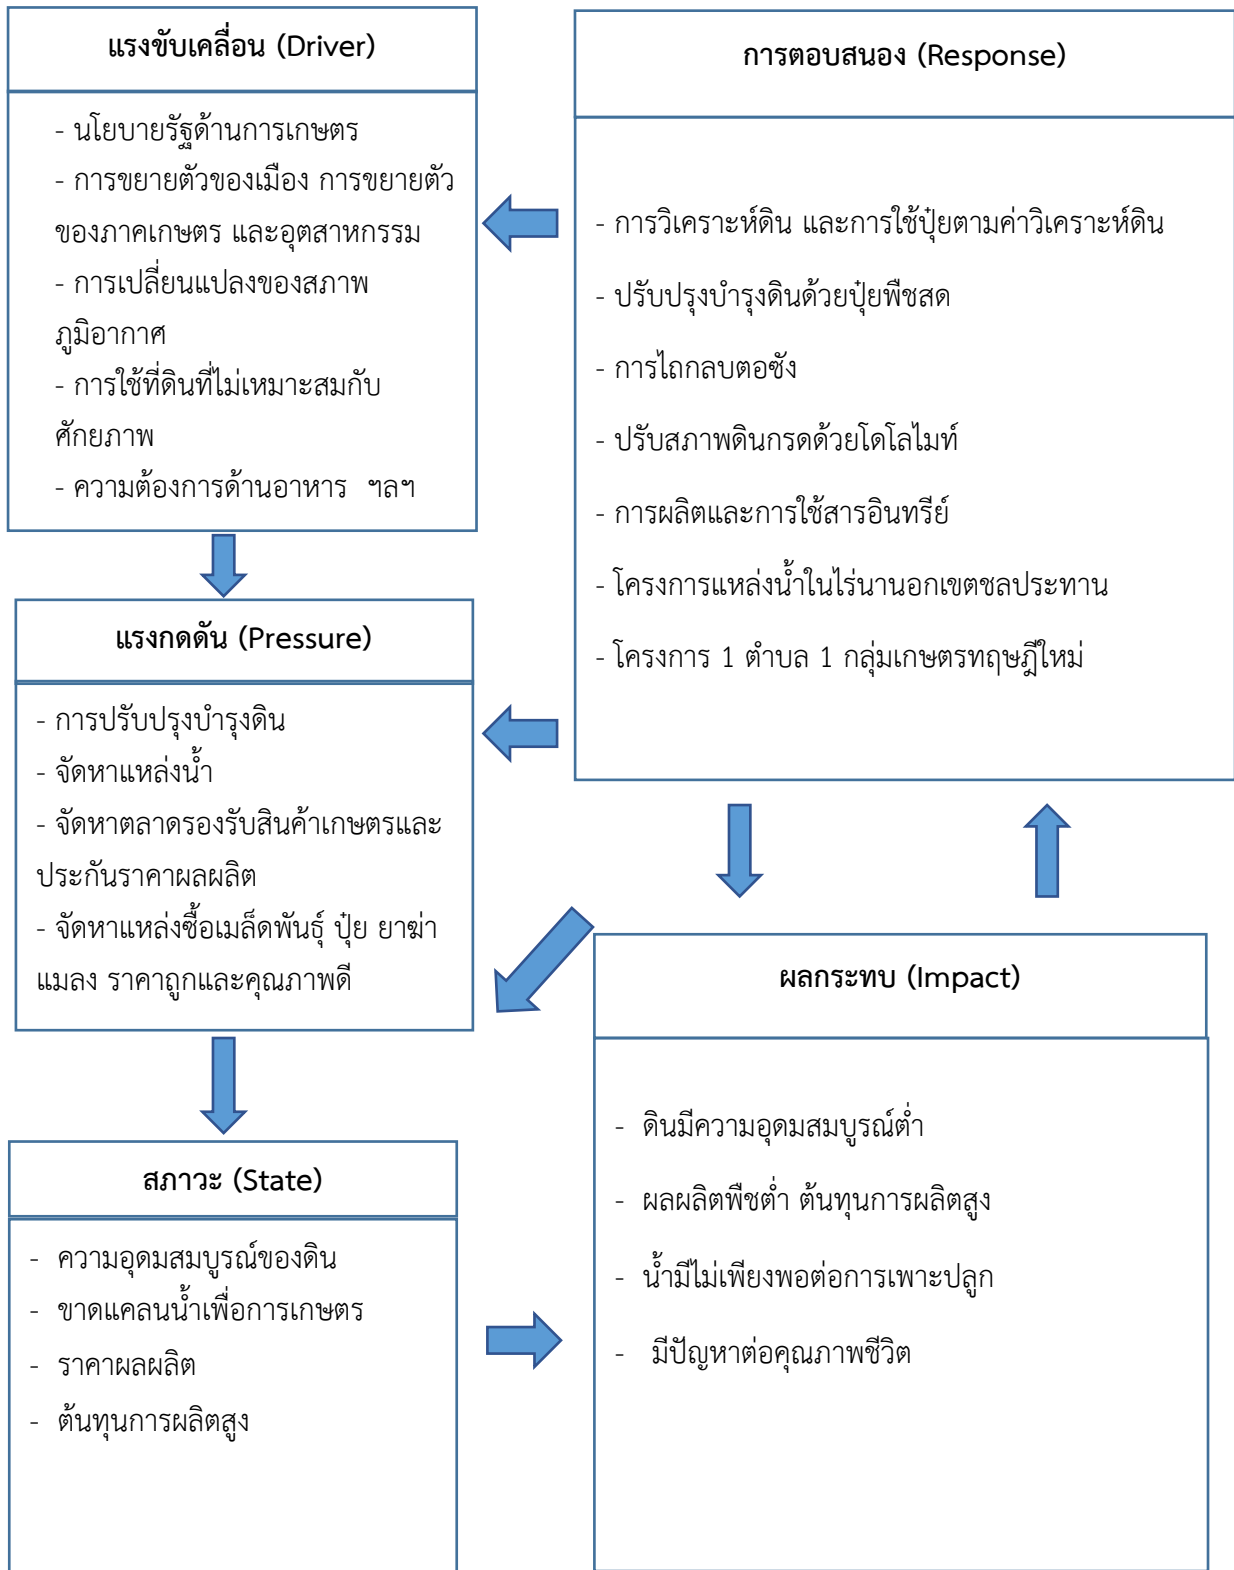 แรงขับเคลื่อน (Driver)
- นโยบายรัฐด้านการเกษตร
- การขยายตัวของเมือง การขยายตัว
ของภาคเกษตร และอุตสาหกรรม
- การเปลี่ยนแปลงของสภาพ
ภูมิอากาศ
- การใช้ที่ดินที่ไม่เหมาะสมกับ
ศักยภาพ
- ความต้องการด้านอาหาร ฯลฯ
การตอบสนอง (Response)
- การวิเคราะห์ดิน และการใช้ปุ๋ยตามค่าวิเคราะห์ดิน
- ปรับปรุงบำรุงดินด้วยปุ๋ยพืชสด
- การไถกลบตอซัง
- ปรับสภาพดินกรดด้วยโดโลไมท์
- การผลิตและการใช้สารอินทรีย์
- โครงการแหล่งน้ำในไร่นานอกเขตชลประทาน
- โครงการ 1 ตำบล 1 กลุ่มเกษตรทฤษฎีใหม่
แรงกดดัน (Pressure)
- การปรับปรุงบำรุงดิน
- จัดหาแหล่งน้ำ
- จัดหาตลาดรองรับสินค้าเกษตรและ
ประกันราคาผลผลิต
- จัดหาแหล่งซื้อเมล็ดพันธุ์ ปุ๋ย ยาฆ่า
แมลง ราคาถูกและคุณภาพดี
สภาวะ (State)
- ความอุดมสมบูรณ์ของดิน
- ขาดแคลนน้ำเพื่อการเกษตร
- ราคาผลผลิต
- ต้นทุนการผลิตสูง
ผลกระทบ (Impact)
- ดินมีความอุดมสมบูรณ์ต่ำ
- ผลผลิตพืชต่ำ ต้นทุนการผลิตสูง
- น้ำมีไม่เพียงพอต่อการเพาะปลูก
- มีปัญหาต่อคุณภาพชีวิต